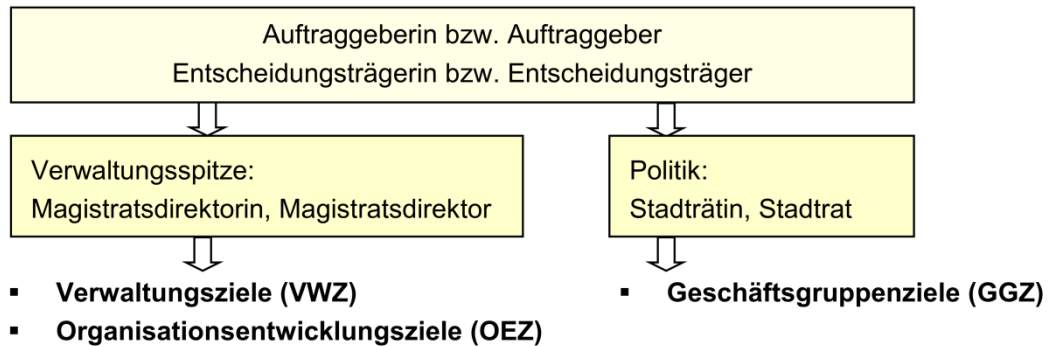 Auftraggeberin bzw. Auftraggeber
Entscheidungsträgerin bzw. Entscheidungsträger
Verwaltungsspitze:
Magistratsdirektorin, Magistratsdirektor
Politik:
Stadträtin, Stadtrat
▪ Verwaltungsziele (VWZ)
▪ Organisationsentwicklungsziele (OEZ)
▪ Geschäftsgruppenziele (GGZ)